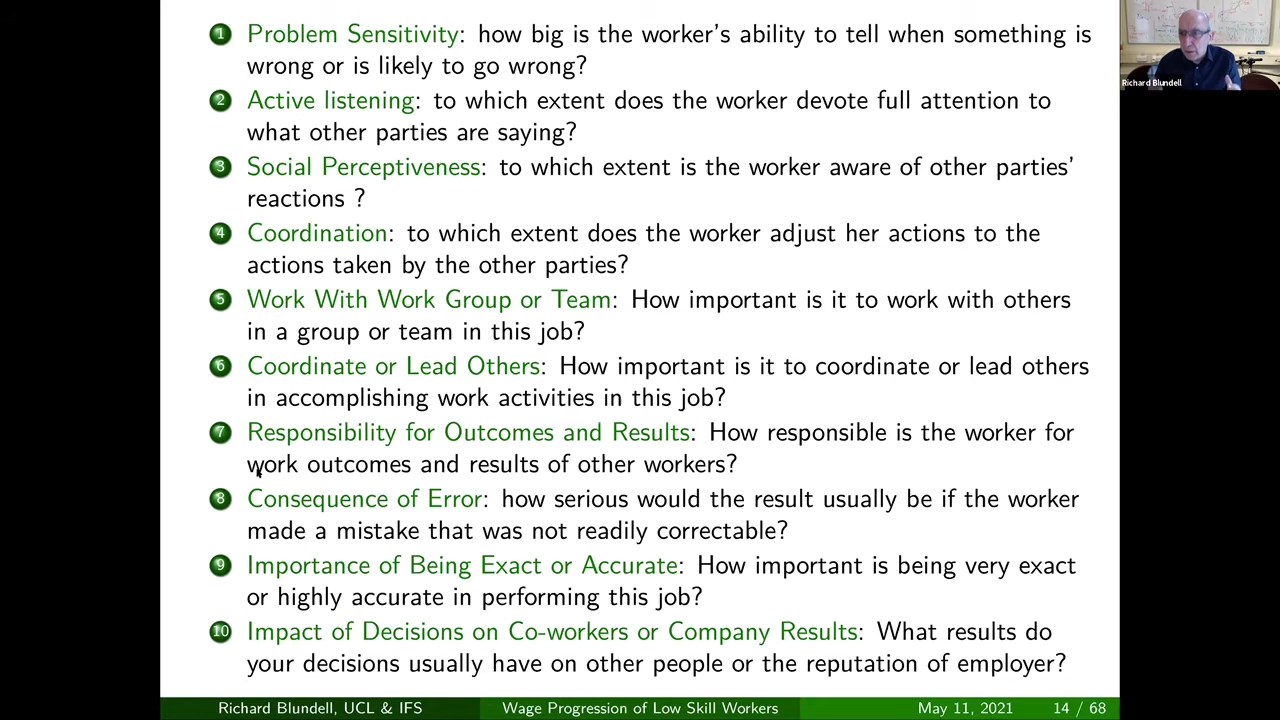 1 Problem Sensitivity: how big is the worker's ability to tell when something is
wrong or is likely to go wrong?
2 Active listening: to which extent does the worker devote full attention to
what other parties are saying?
3 Social Perceptiveness: to which extent is the worker aware of other parties'
reactions ?
4 Coordination: to which extent does the worker adjust her actions to the
actions taken by the other parties?
5 Work With Work Group or Team: How important is it to work with others
in a group or team in this job?
6 Coordinate or Lead Others: How important is it to coordinate or lead others
in accomplishing work activities in this job?
7 Responsibility for Outcomes and Results: How responsible is the worker for
work outcomes and results of other workers?
8 Consequence of Error: how serious would the result usually be if the worker
made a mistake that was not readily correctable?
9 Importance of Being Exact or Accurate: How important is being very exact
or highly accurate in performing this job?
10 Impact of Decisions on Co-workers or Company Results: What results do
your decisions usually have on other people or the reputation of employer?
Richard Blundell, UCL & IFS Wage Progression of Low Skill Workers May 11, 2021 14 / 68
Richard Blundell